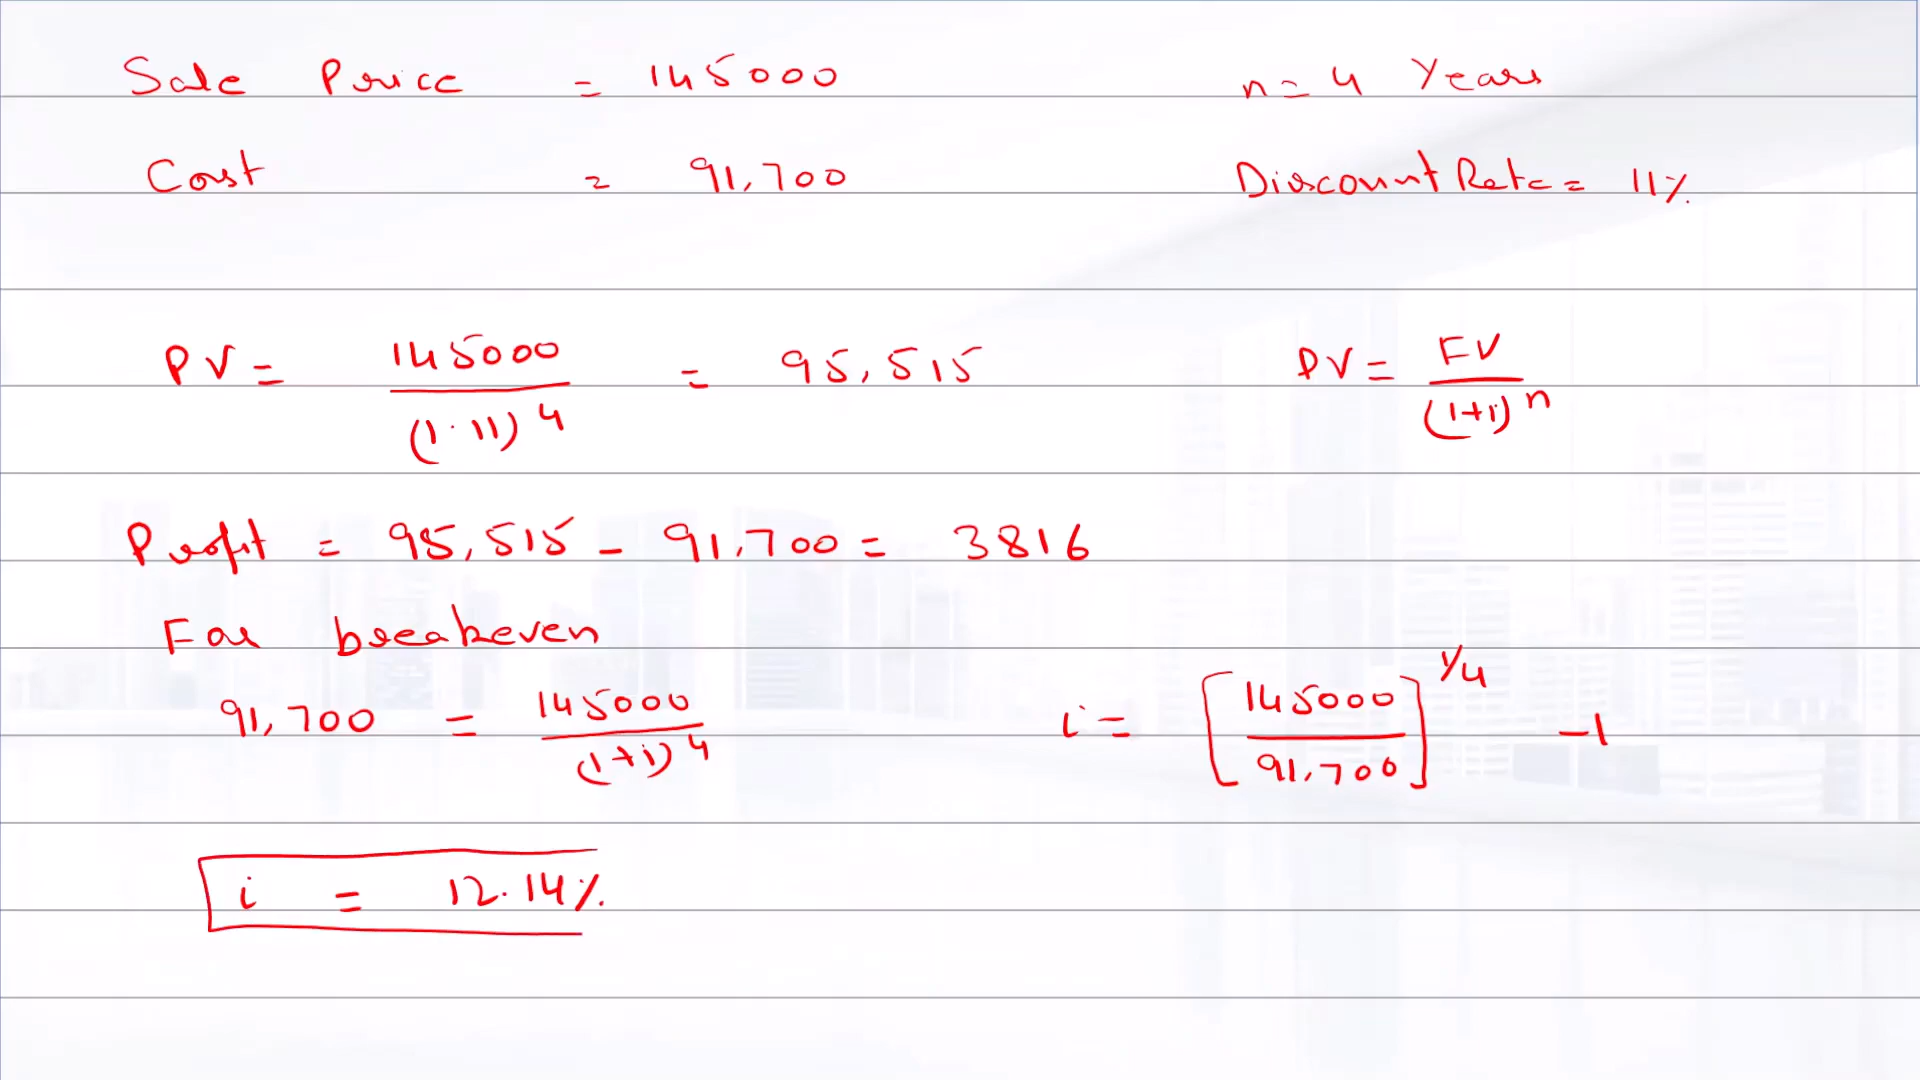 Sale Price = 145000 n = 4 Years
Cost = 91,700 Discount Rate = 11%
PV = 145000 / (1.11)^4 = 95,515 PV = FV / (1+i)^n
Profit = 95,515 - 91,700 = 3816
For breakeven
91,700 = 145000 / (1+i)^4 i = [145000 / 91,700]^1/4 - 1
i = 12.14%